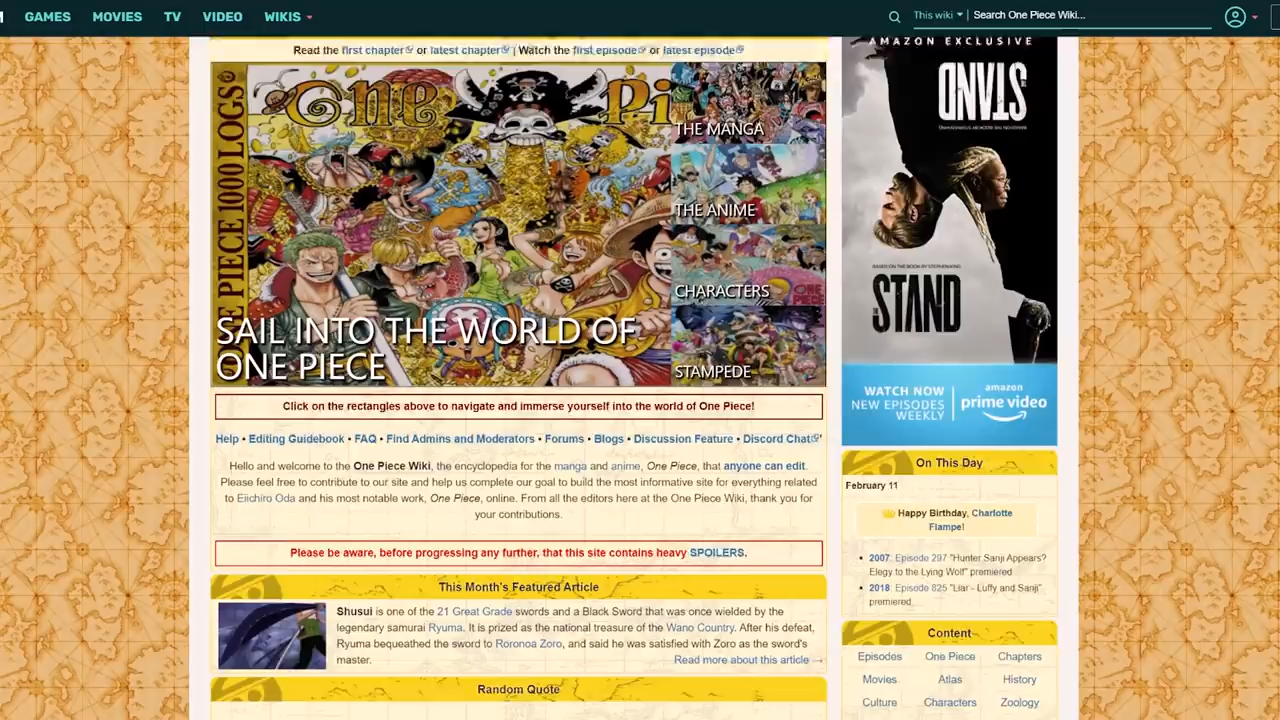 GAMES MOVIES TV VIDEO WIKIS
This wiki | Search One Piece Wiki...
Read the first chapter or latest chapter | Watch the first episode or latest episode
ONE PIECE 1000 LOGS
One Pi
SAIL INTO THE WORLD OF
ONE PIECE
THE MANGA
THE ANIME
CHARACTERS
STAMPEDE
Click on the rectangles above to navigate and immerse yourself into the world of One Piece!
Help • Editing Guidebook • FAQ • Find Admins and Moderators • Forums • Blogs • Discussion Feature • Discord Chat
Hello and welcome to the One Piece Wiki, the encyclopedia for the manga and anime, One Piece, that anyone can edit.
Please feel free to contribute to our site and help us complete our goal to build the most informative site for everything related
to Eiichiro Oda and his most notable work, One Piece, online. From all the editors here at the One Piece Wiki, thank you for
your contributions.
Please be aware, before progressing any further, that this site contains heavy SPOILERS.
This Month's Featured Article
Shusui is one of the 21 Great Grade swords and a Black Sword that was once wielded by the
legendary samurai Ryuma. It is prized as the national treasure of the Wano Country. After his defeat,
Ryuma bequeathed the sword to Roronoa Zoro, and said he was satisfied with Zoro as the sword's
master.
Read more about this article →
Random Quote
AMAZON EXCLUSIVE
STAND
BASED ON THE BOOK BY STEPHEN KING
THE STAND
WATCH NOW
NEW EPISODES
WEEKLY
amazon
prime video
On This Day
February 11
Happy Birthday, Charlotte
Flampe!
• 2007: Episode 297 "Hunter Sanji Appears?
Elegy to the Lying Wolf" premiered
• 2018: Episode 825 "Liar - Luffy and Sanji"
premiered
Content
Episodes One Piece Chapters
Movies Atlas History
Culture Characters Zoology